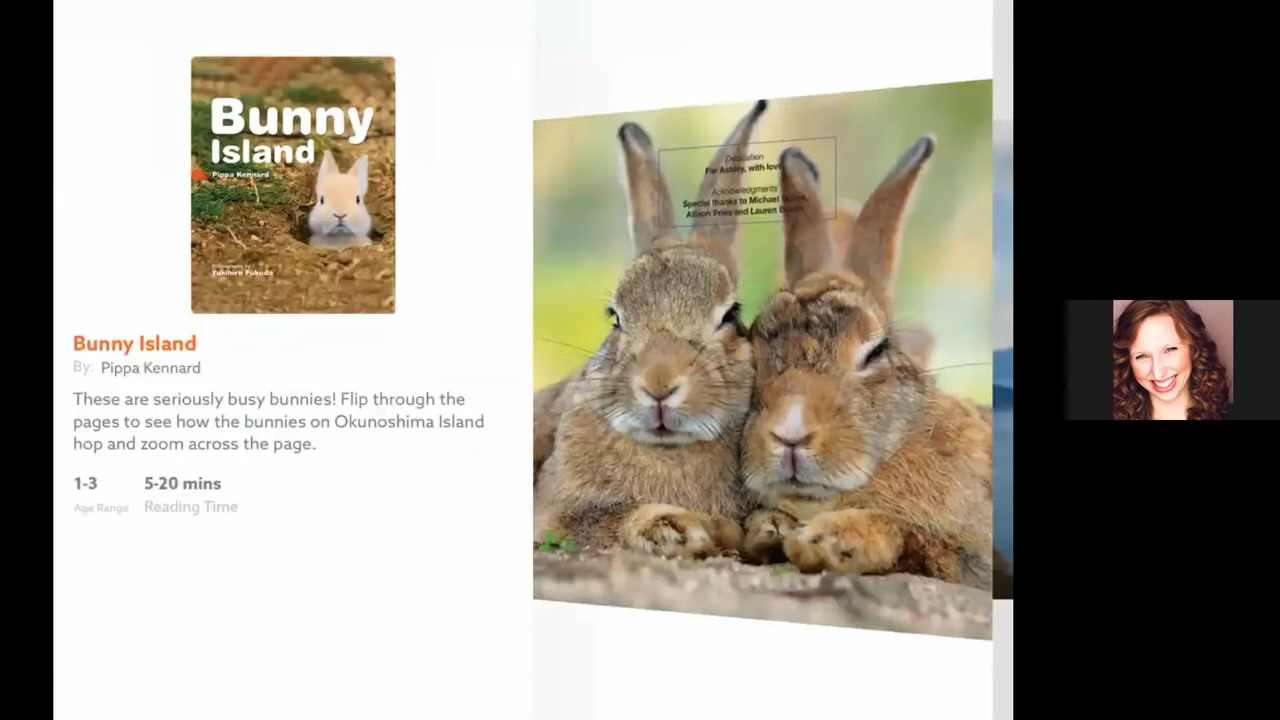 Bunny
Island
Pippa Kennard
Photography by
Yukihiro Fukuda
Bunny Island
By: Pippa Kennard
These are seriously busy bunnies! Flip through the
pages to see how the bunnies on Okunoshima Island
hop and zoom across the page.
1-3 5-20 mins
Age Range Reading Time
Dedication
For Ashley, with love
Acknowledgments
Special thanks to Michael
Allison Pries and Lauren